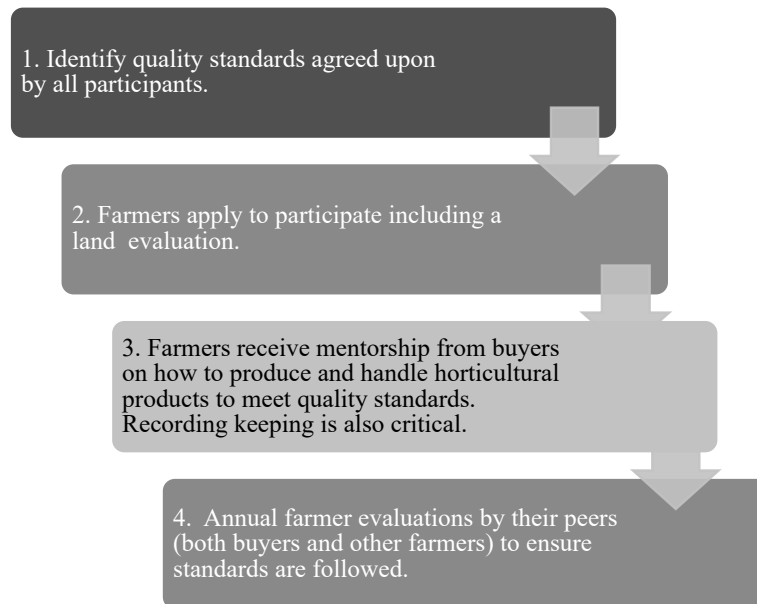 1. Identify quality standards agreed upon
by all participants.
2. Farmers apply to participate including a
land  evaluation.
3. Farmers receive mentorship from buyers
on how to produce and handle horticultural
products to meet quality standards.
Recording keeping is also critical.
4.  Annual farmer evaluations by their peers
(both buyers and other farmers) to ensure
standards are followed.